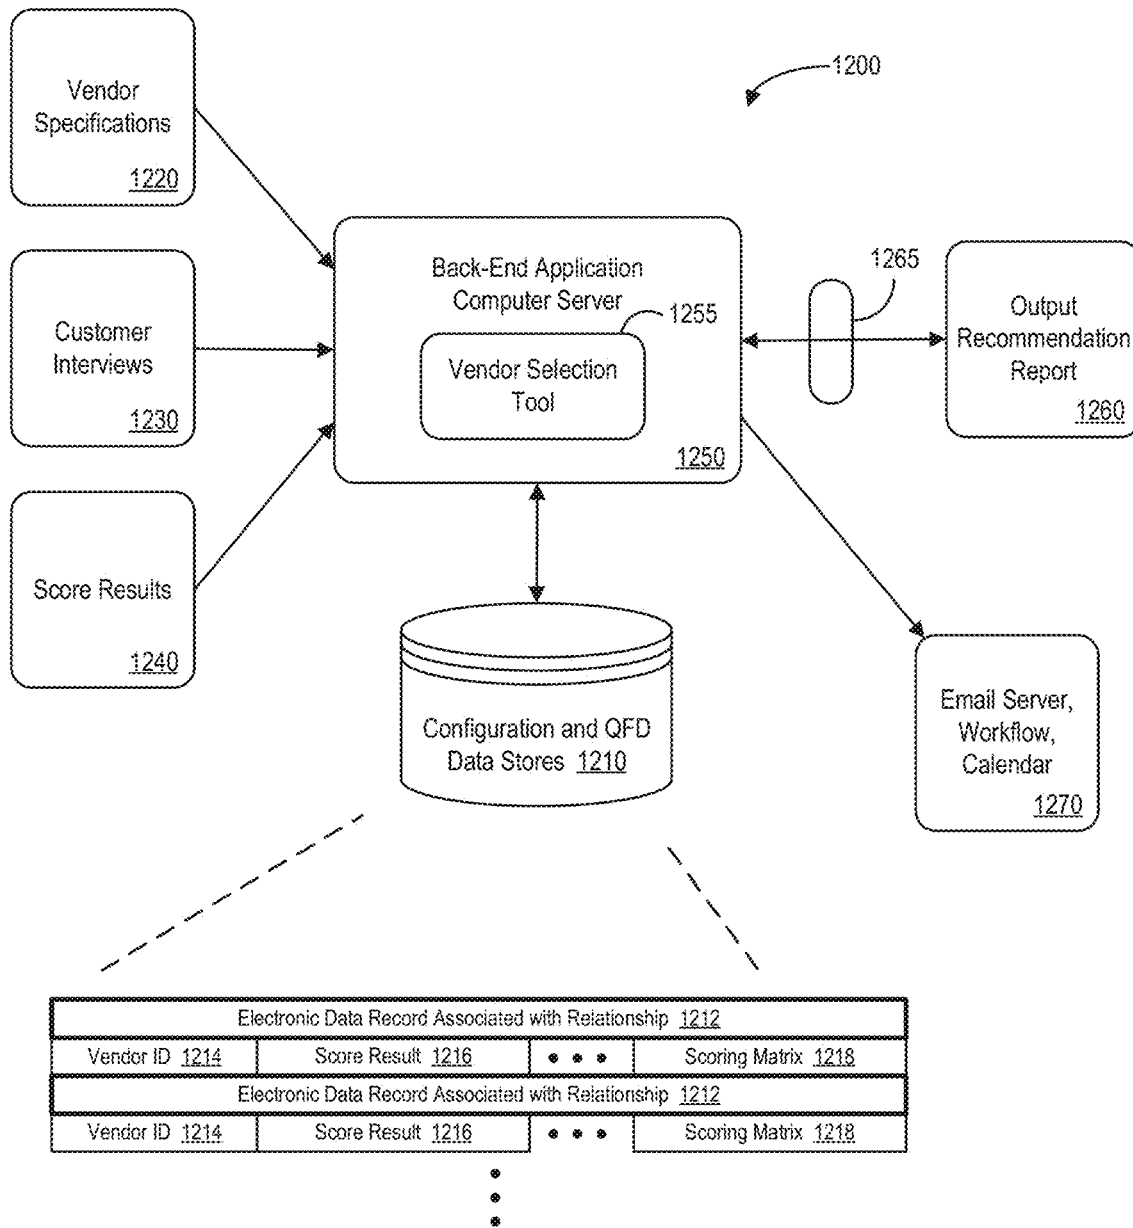 1200
Vendor
Specifications
1220
Customer
Interviews
1230
Score Results
1240
Back-End Application
Computer Server
1255
Vendor Selection
Tool
1250
1265
Output
Recommendation
Report
1260
Configuration and QFD
Data Stores 1210
Email Server,
Workflow,
Calendar
1270
Electronic Data Record Associated with Relationship 1212
Vendor ID 1214 Score Result 1216 • • • Scoring Matrix 1218
Electronic Data Record Associated with Relationship 1212
Vendor ID 1214 Score Result 1216 • • • Scoring Matrix 1218